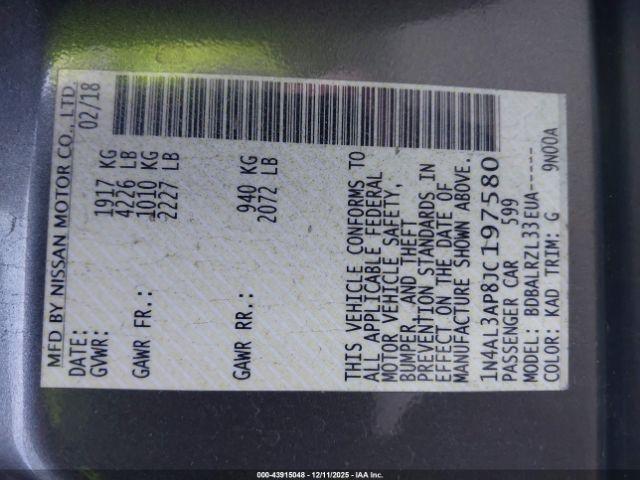 MFD BY NISSAN MOTOR CO., LTD.
DATE: 02/18
GVWR: 1917 KG
4226 LB
GAWR FR.: 1010 KG
2227 LB
GAWR RR.: 940 KG
2072 LB
THIS VEHICLE CONFORMS TO
ALL APPLICABLE FEDERAL
MOTOR VEHICLE SAFETY,
BUMPER, AND THEFT
PREVENTION STANDARDS IN
EFFECT ON THE DATE OF
MANUFACTURE SHOWN ABOVE.
1N4AL3AP8JC197580
PASSENGER CAR 599
MODEL: BDBALRZL33EUA-----
COLOR: KAD TRIM: G 9N00A
000-43915048 - 12/11/2025 - IAA Inc.